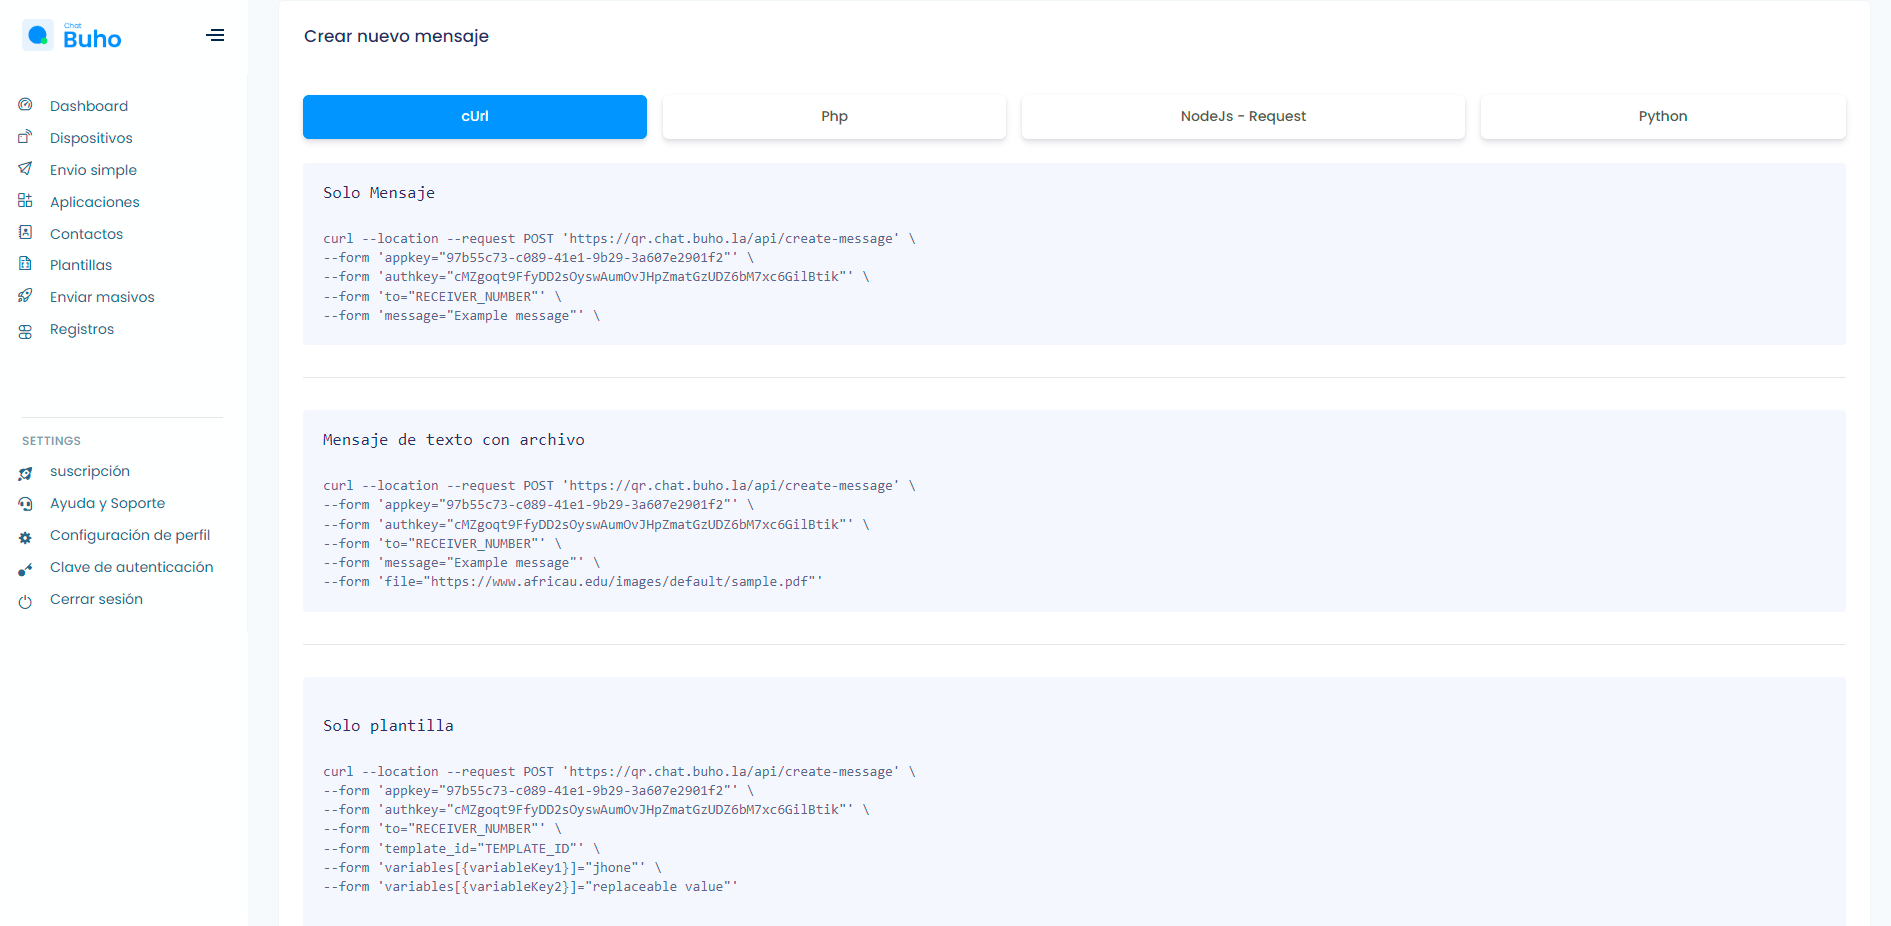 Chat
Buho
Dashboard
Dispositivos
Envio simple
Aplicaciones
Contactos
Plantillas
Enviar masivos
Registros
SETTINGS
suscripción
Ayuda y Soporte
Configuración de perfil
Clave de autenticación
Cerrar sesión
Crear nuevo mensaje
cUrl
Php
NodeJs - Request
Python
Solo Mensaje
curl --location --request POST 'https://qr.chat.buho.la/api/create-message' \
--form 'appkey="97b55c73-c089-41e1-9b29-3a607e2901f2"' \
--form 'authkey="cMZgoqt9FfyDD2sOyswAumOvJHpZmatGzUDZ6bM7xc6GilBtik"' \
--form 'to="RECEIVER_NUMBER"' \
--form 'message="Example message"' \
Mensaje de texto con archivo
curl --location --request POST 'https://qr.chat.buho.la/api/create-message' \
--form 'appkey="97b55c73-c089-41e1-9b29-3a607e2901f2"' \
--form 'authkey="cMZgoqt9FfyDD2sOyswAumOvJHpZmatGzUDZ6bM7xc6GilBtik"' \
--form 'to="RECEIVER_NUMBER"' \
--form 'message="Example message"' \
--form 'file="https://www.africau.edu/images/default/sample.pdf"'
Solo plantilla
curl --location --request POST 'https://qr.chat.buho.la/api/create-message' \
--form 'appkey="97b55c73-c089-41e1-9b29-3a607e2901f2"' \
--form 'authkey="cMZgoqt9FfyDD2sOyswAumOvJHpZmatGzUDZ6bM7xc6GilBtik"' \
--form 'to="RECEIVER_NUMBER"' \
--form 'template_id="TEMPLATE_ID"' \
--form 'variables[{variableKey1}]="jhone"' \
--form 'variables[{variableKey2}]="replaceable value"'